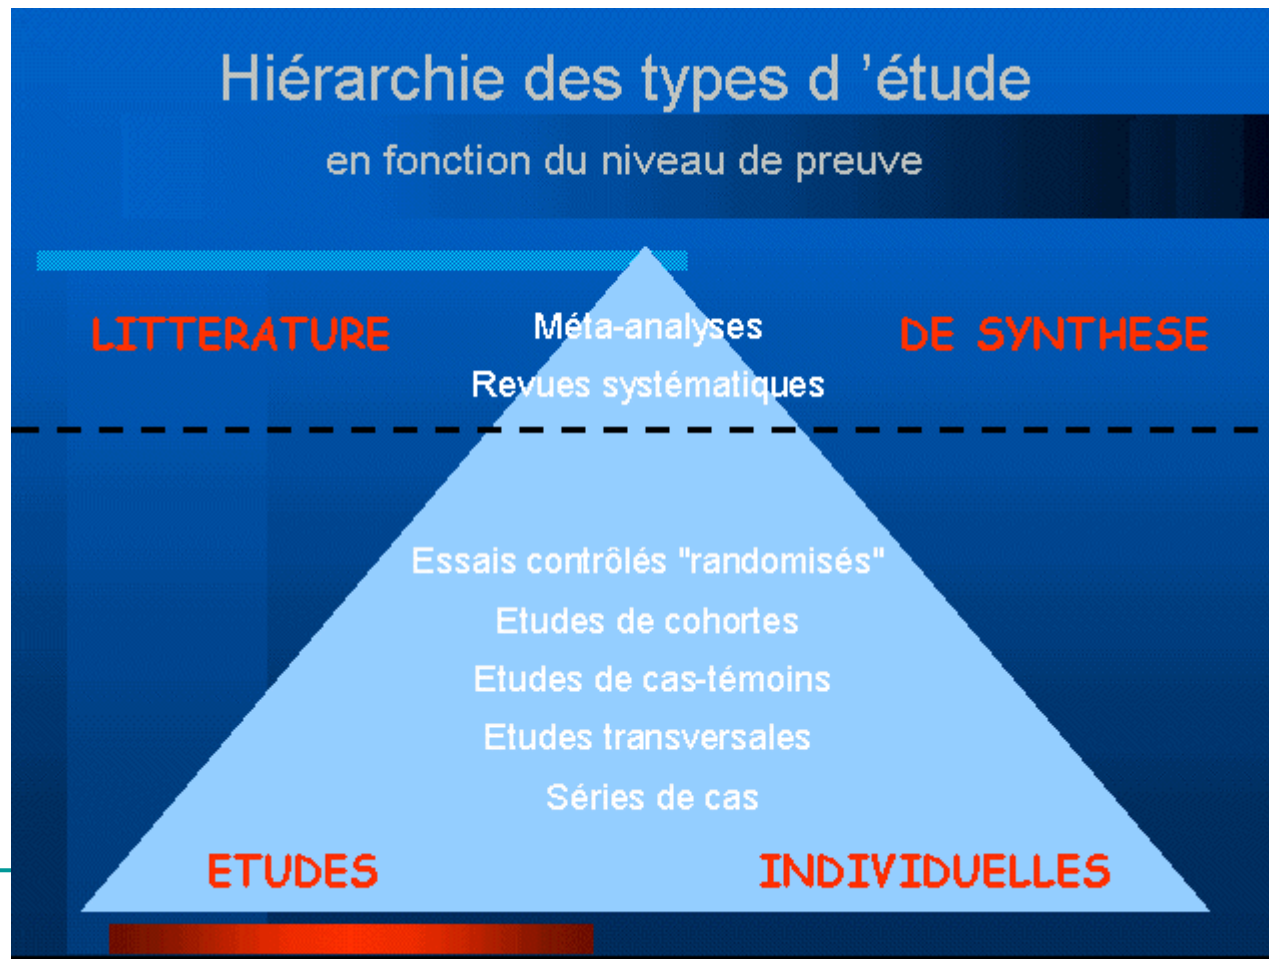 Hiérarchie des types d ’étude
en fonction du niveau de preuve
LITTERATURE
Méta-analyses
DE SYNTHESE
Revues systématiques
Essais contrôlés "randomisés"
Etudes de cohortes
Etudes de cas-témoins
Etudes transversales
Séries de cas
ETUDES
INDIVIDUELLES